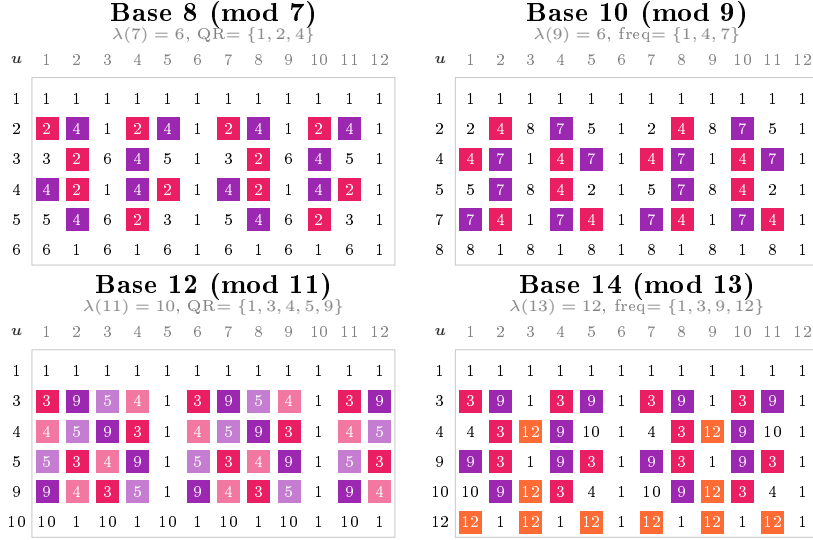 Base 8 (mod 7)
λ(7) = 6, QR= {1, 2, 4}
u 1 2 3 4 5 6 7 8 9 10 11 12
1 1 1 1 1 1 1 1 1 1 1 1 1
2 2 4 1 2 4 1 2 4 1 2 4 1
3 3 2 6 4 5 1 3 2 6 4 5 1
4 4 2 1 4 2 1 4 2 1 4 2 1
5 5 4 6 2 3 1 5 4 6 2 3 1
6 6 1 6 1 6 1 6 1 6 1 6 1
Base 10 (mod 9)
λ(9) = 6, freq= {1, 4, 7}
u 1 2 3 4 5 6 7 8 9 10 11 12
1 1 1 1 1 1 1 1 1 1 1 1 1
2 2 4 8 7 5 1 2 4 8 7 5 1
4 4 7 1 4 7 1 4 7 1 4 7 1
5 5 7 8 4 2 1 5 7 8 4 2 1
7 7 4 1 7 4 1 7 4 1 7 4 1
8 8 1 8 1 8 1 8 1 8 1 8 1
Base 12 (mod 11)
λ(11) = 10, QR= {1, 3, 4, 5, 9}
u 1 2 3 4 5 6 7 8 9 10 11 12
1 1 1 1 1 1 1 1 1 1 1 1 1
3 3 9 5 4 1 3 9 5 4 1 3 9
4 4 5 9 3 1 4 5 9 3 1 4 5
5 5 3 4 9 1 5 3 4 9 1 5 3
9 9 4 3 5 1 9 4 3 5 1 9 4
10 10 1 10 1 10 1 10 1 10 1 10 1
Base 14 (mod 13)
λ(13) = 12, freq= {1, 3, 9, 12}
u 1 2 3 4 5 6 7 8 9 10 11 12
1 1 1 1 1 1 1 1 1 1 1 1 1
3 3 9 1 3 9 1 3 9 1 3 9 1
4 4 3 12 9 10 1 4 3 12 9 10 1
9 9 3 1 9 3 1 9 3 1 9 3 1
10 10 9 12 3 4 1 10 9 12 3 4 1
12 12 1 12 1 12 1 12 1 12 1 12 1